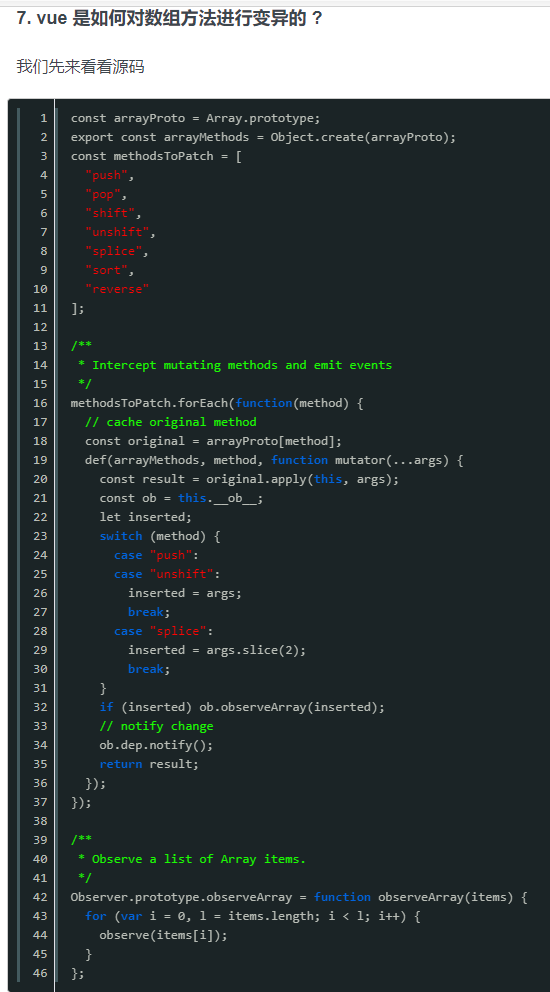 7. vue 是如何对数组方法进行变异的 ?
我们先来看看源码
1 const arrayProto = Array.prototype;
2 export const arrayMethods = Object.create(arrayProto);
3 const methodsToPatch = [
4   "push",
5   "pop",
6   "shift",
7   "unshift",
8   "splice",
9   "sort",
10   "reverse"
11 ];
12
13 /**
14  * Intercept mutating methods and emit events
15  */
16 methodsToPatch.forEach(function(method) {
17   // cache original method
18   const original = arrayProto[method];
19   def(arrayMethods, method, function mutator(...args) {
20     const result = original.apply(this, args);
21     const ob = this.__ob__;
22     let inserted;
23     switch (method) {
24       case "push":
25       case "unshift":
26         inserted = args;
27         break;
28       case "splice":
29         inserted = args.slice(2);
30         break;
31     }
32     if (inserted) ob.observeArray(inserted);
33     // notify change
34     ob.dep.notify();
35     return result;
36   });
37 });
38
39 /**
40  * Observe a list of Array items.
41  */
42 Observer.prototype.observeArray = function observeArray(items) {
43   for (var i = 0, l = items.length; i < l; i++) {
44     observe(items[i]);
45   }
46 };